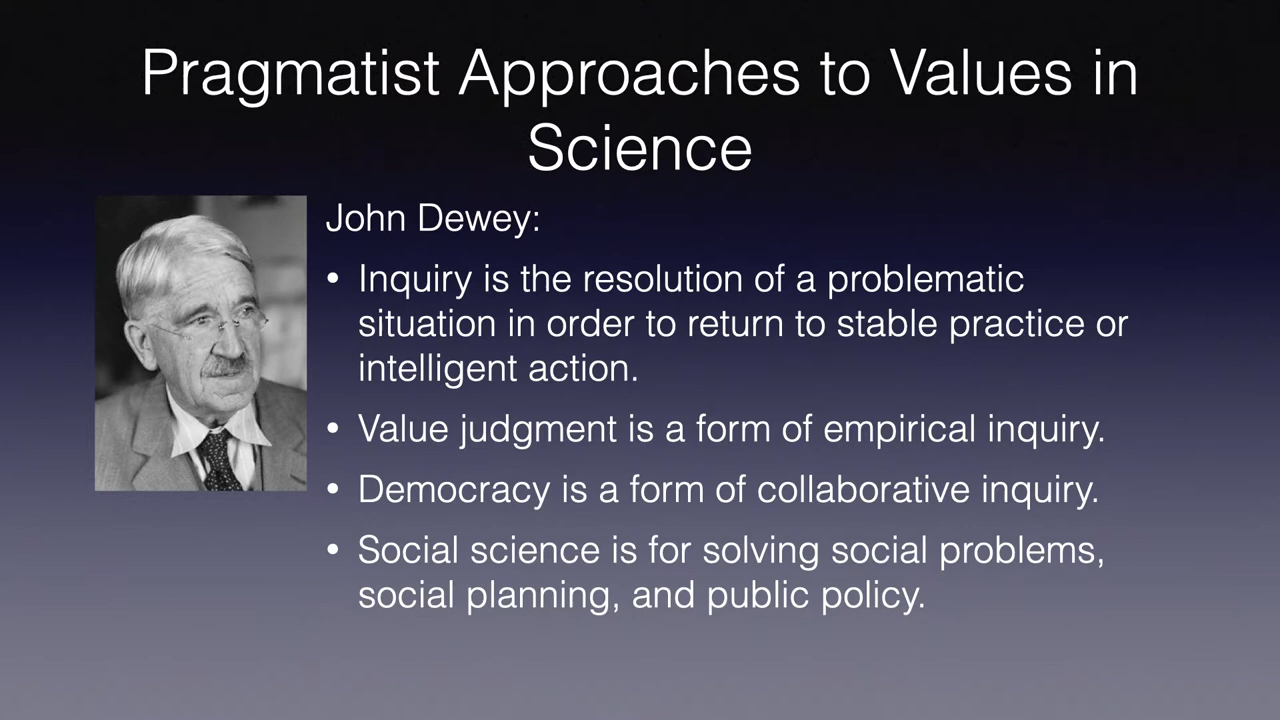 Pragmatist Approaches to Values in
Science
John Dewey:
• Inquiry is the resolution of a problematic
situation in order to return to stable practice or
intelligent action.
• Value judgment is a form of empirical inquiry.
• Democracy is a form of collaborative inquiry.
• Social science is for solving social problems,
social planning, and public policy.